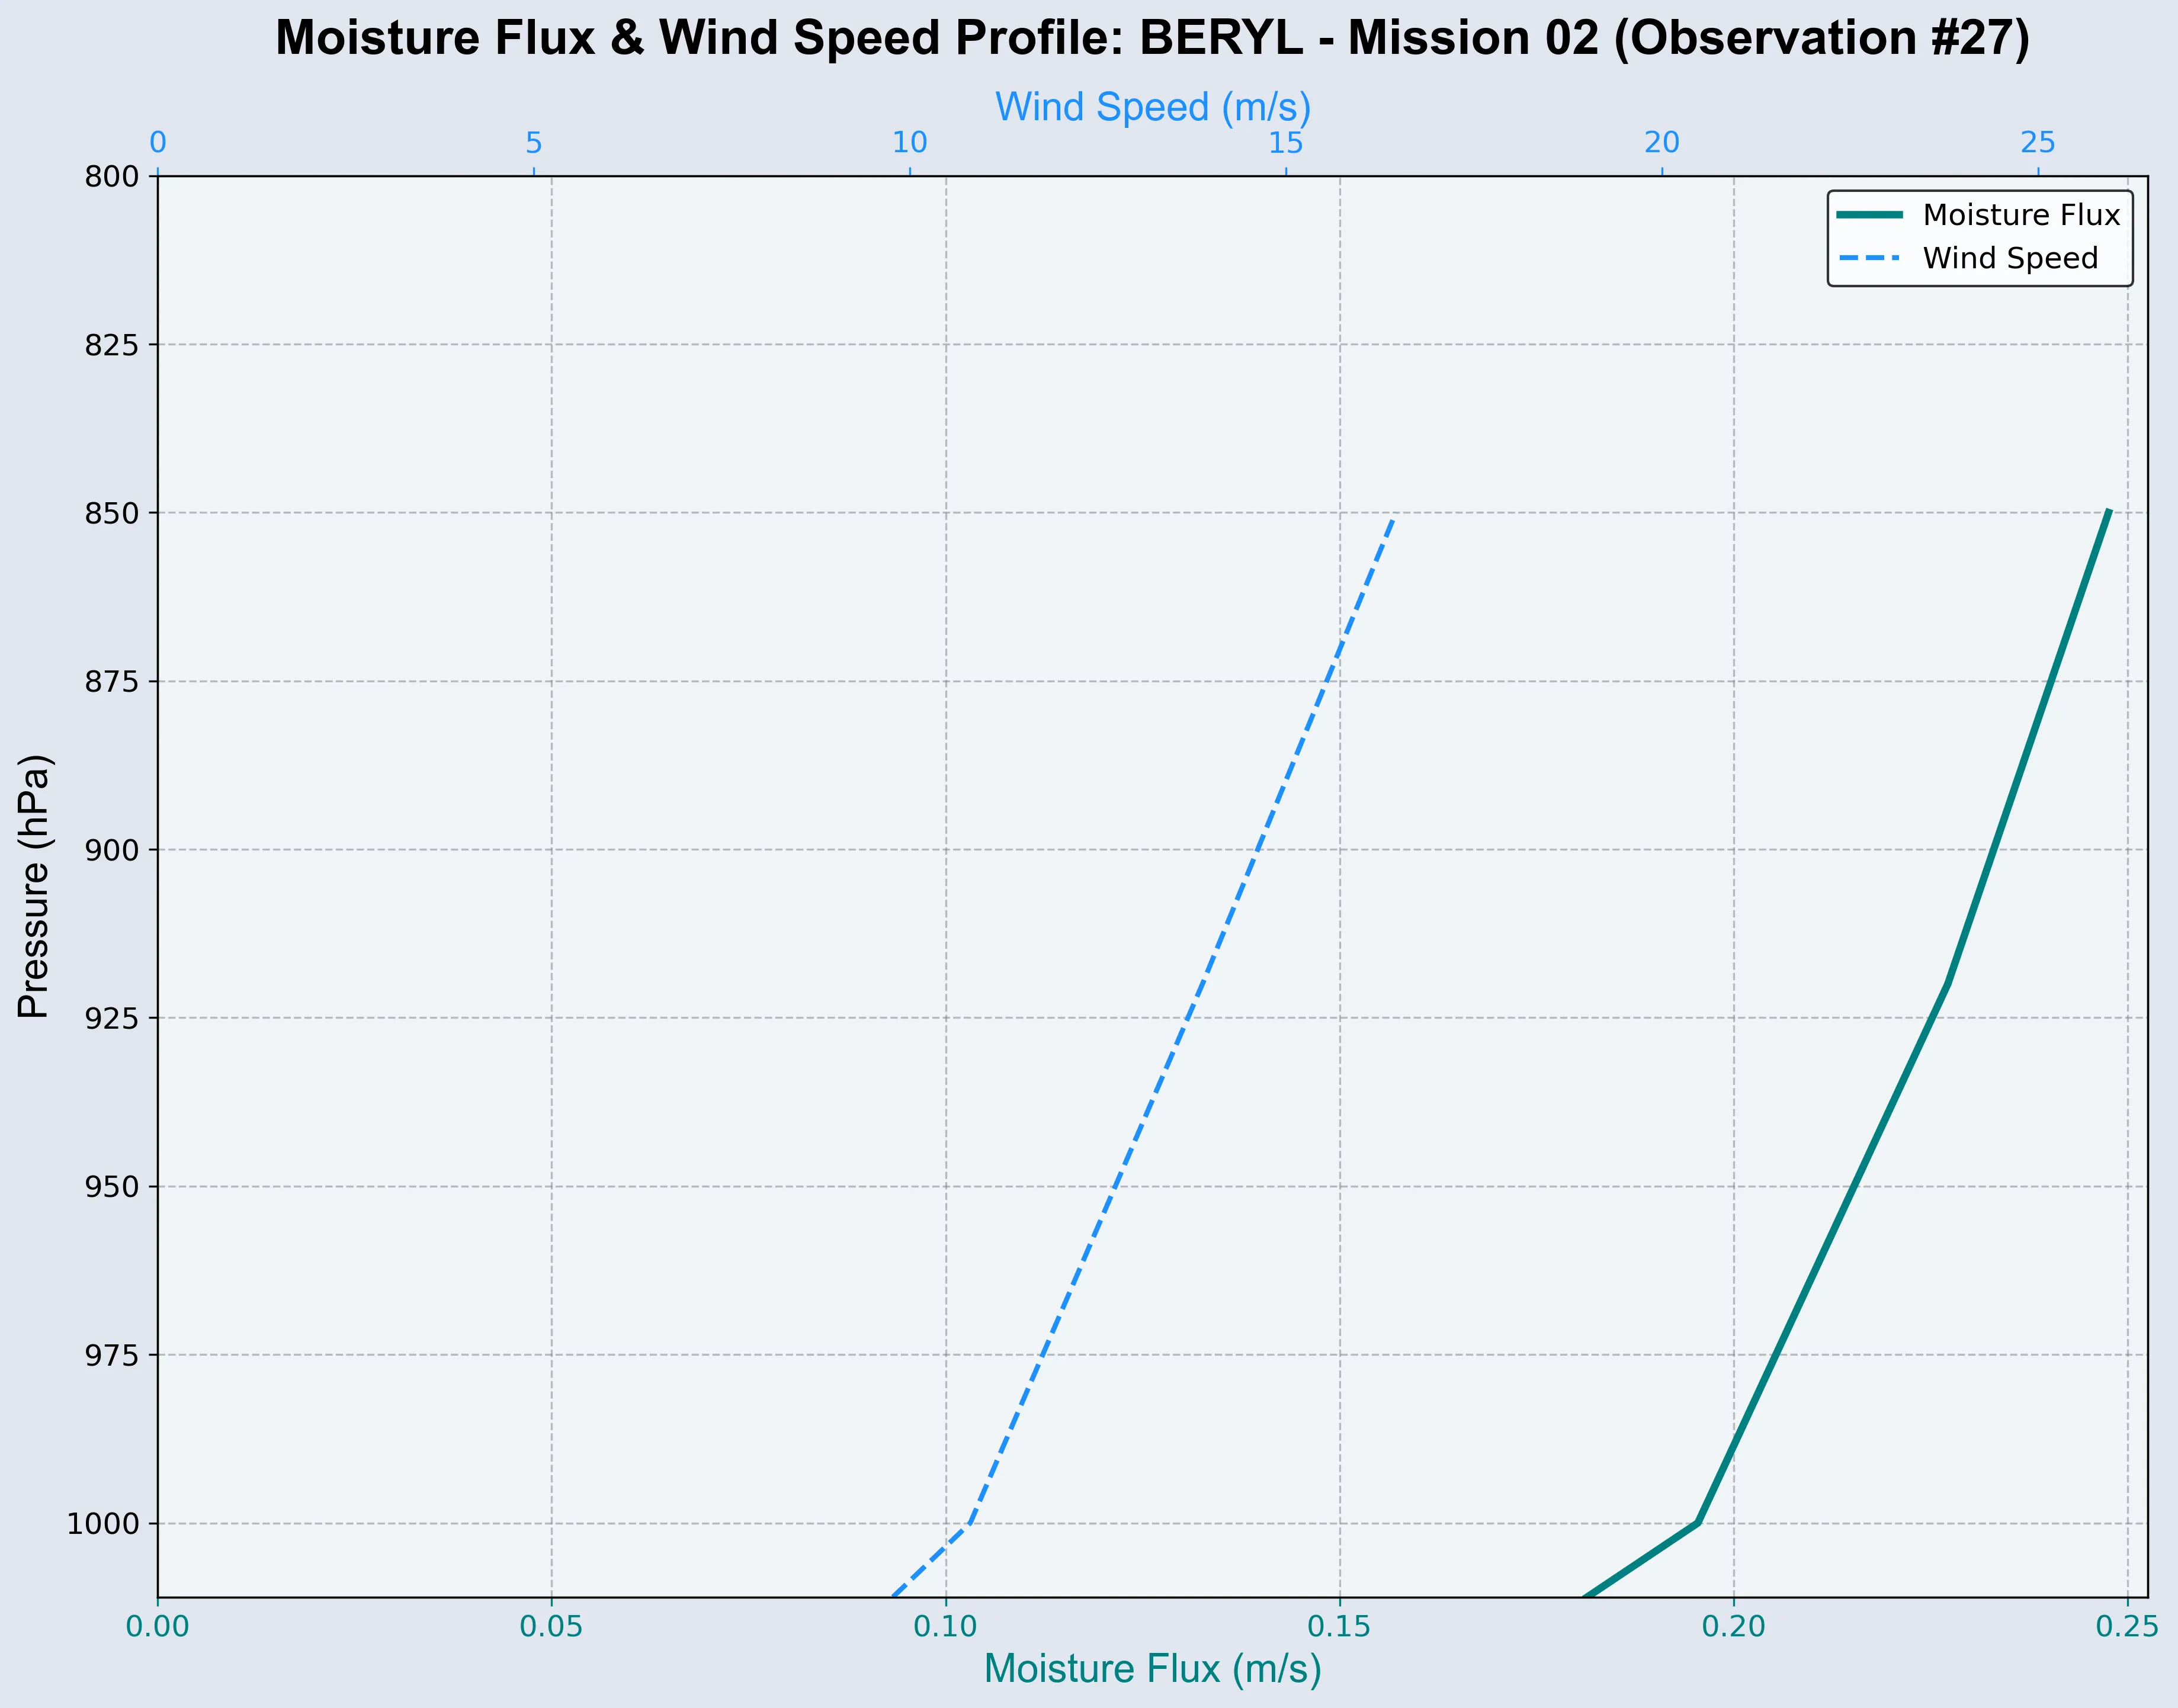 Moisture Flux & Wind Speed Profile: BERYL - Mission 02 (Observation #27)
Wind Speed (m/s)
0 5 10 15 20 25
Moisture Flux
Wind Speed
Pressure (hPa)
800
825
850
875
900
925
950
975
1000
0.00 0.05 0.10 0.15 0.20 0.25
Moisture Flux (m/s)